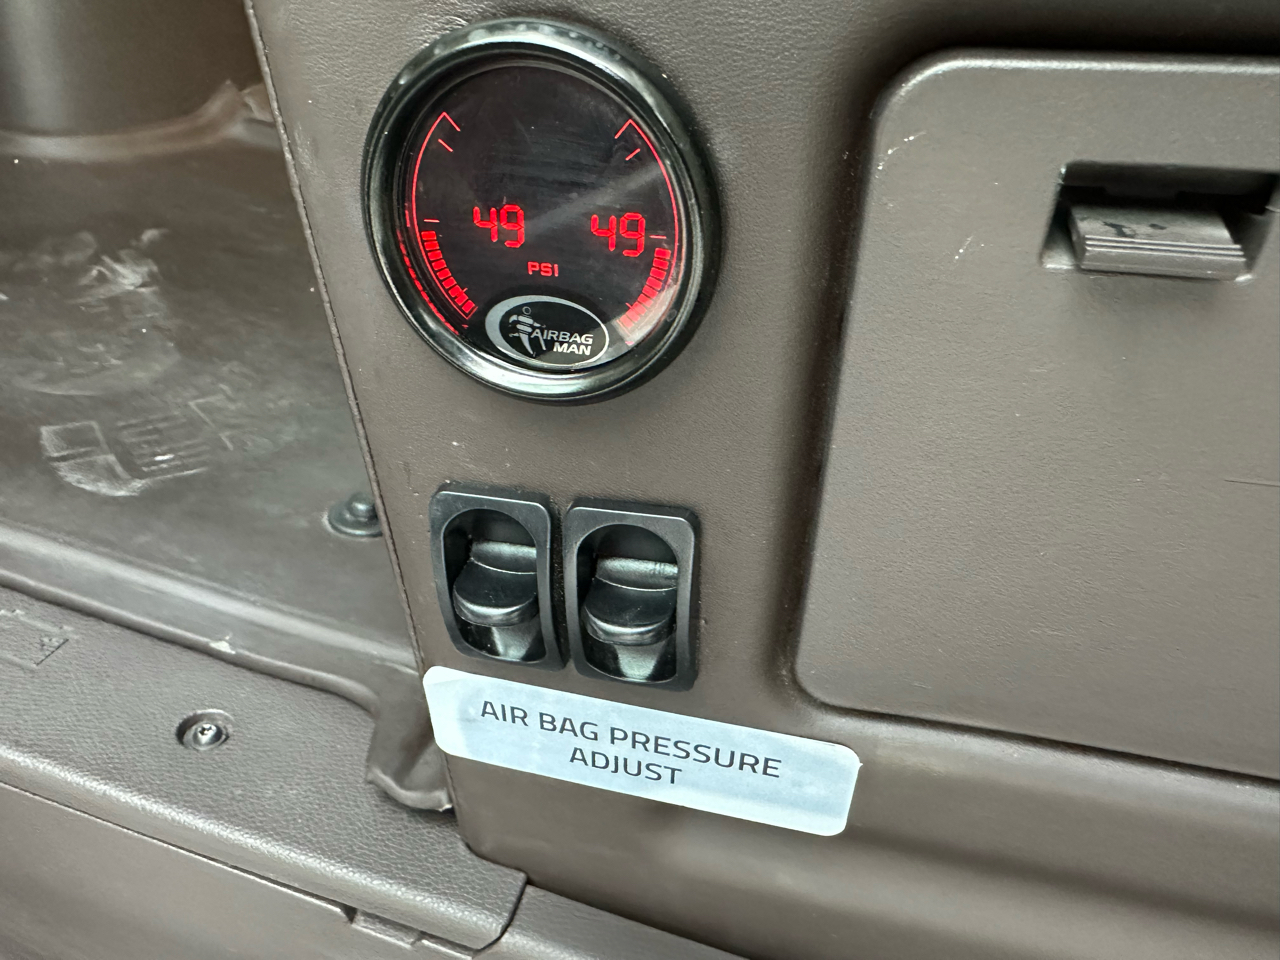 49 49
PSI
AIRBAG
MAN
AIR BAG PRESSURE
ADJUST